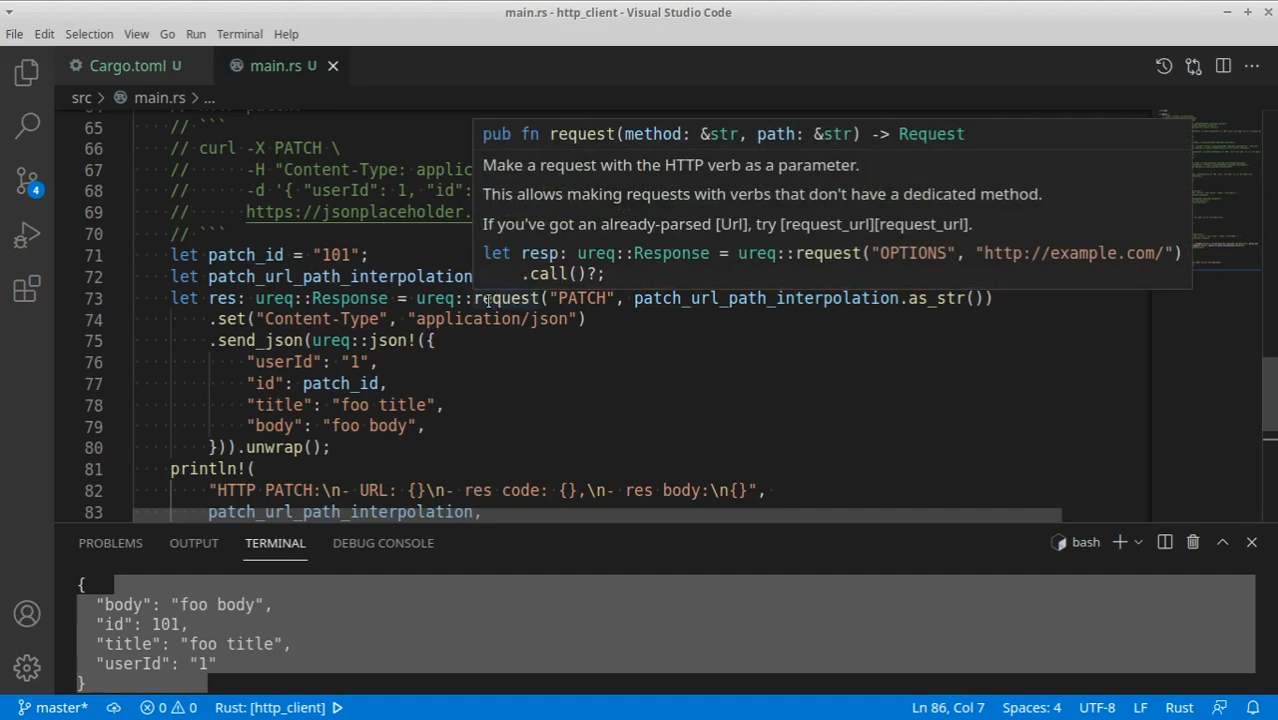 main.rs - http_client - Visual Studio Code
File Edit Selection View Go Run Terminal Help
Cargo.toml U main.rs U
src > main.rs > ...
65 // ```
66 // curl -X PATCH \
67 // -H "Content-Type: applic
68 // -d '{ "userId": 1, "id":
69 // https://jsonplaceholder.
70 // ```
71 let patch_id = "101";
72 let patch_url_path_interpolation
73 let res: ureq::Response = ureq::request("PATCH", patch_url_path_interpolation.as_str())
74 .set("Content-Type", "application/json")
75 .send_json(ureq::json!({
76 "userId": "1",
77 "id": patch_id,
78 "title": "foo title",
79 "body": "foo body",
80 })).unwrap();
81 println!(
82 "HTTP PATCH:\n- URL: {}\n- res code: {},\n- res body:\n{}",
83 patch_url_path_interpolation,
pub fn request(method: &str, path: &str) -> Request
Make a request with the HTTP verb as a parameter.
This allows making requests with verbs that don't have a dedicated method.
If you've got an already-parsed [Url], try [request_url][request_url].
let resp: ureq::Response = ureq::request("OPTIONS", "http://example.com/")
.call()?;
PROBLEMS OUTPUT TERMINAL DEBUG CONSOLE bash
{
"body": "foo body",
"id": 101,
"title": "foo title",
"userId": "1"
}
4
master* 0 0 Rust: [http_client] Ln 86, Col 7 Spaces: 4 UTF-8 LF Rust